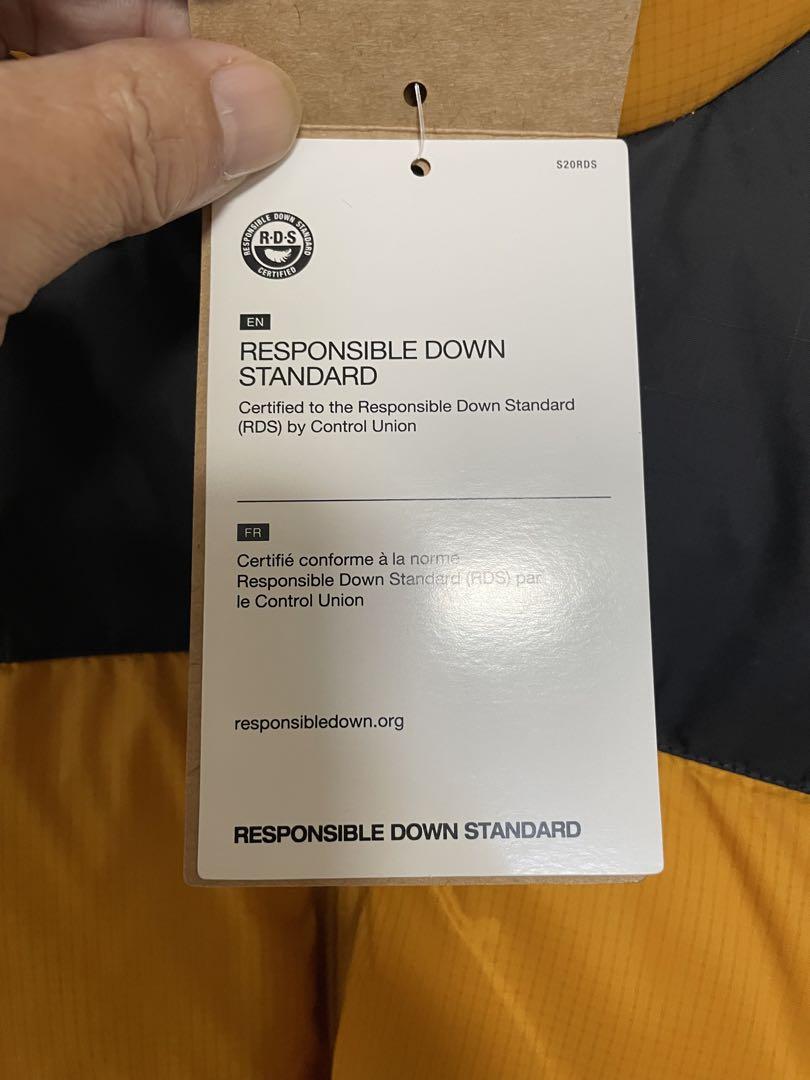 S20RDS
RESPONSIBLE DOWN STANDARD
R·D·S
CERTIFIED
EN
RESPONSIBLE DOWN
STANDARD
Certified to the Responsible Down Standard
(RDS) by Control Union
FR
Certifié conforme à la norme
Responsible Down Standard (RDS) par
le Control Union
responsibledown.org
RESPONSIBLE DOWN STANDARD